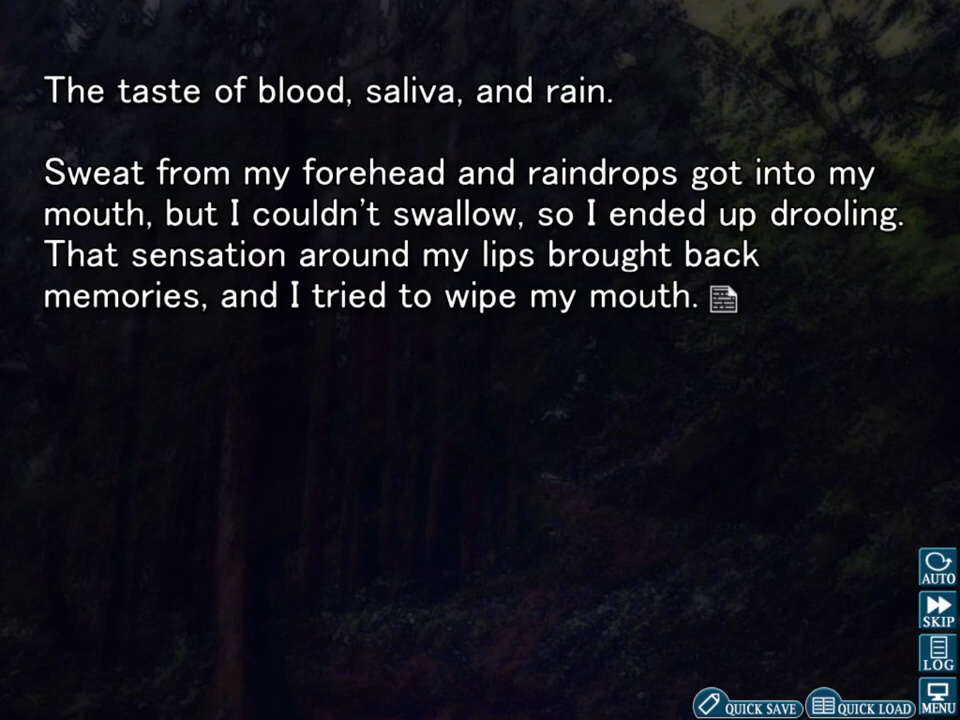 The taste of blood, saliva, and rain.
Sweat from my forehead and raindrops got into my
mouth, but I couldn't swallow, so I ended up drooling.
That sensation around my lips brought back
memories, and I tried to wipe my mouth.
AUTO
SKIP
LOG
QUICK SAVE
QUICK LOAD
MENU